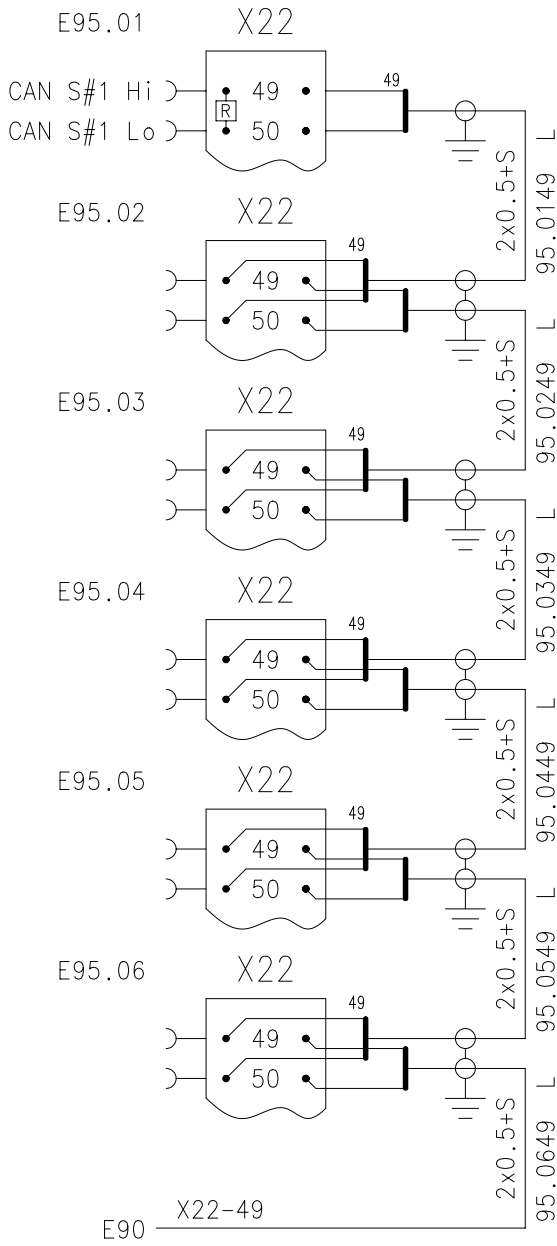 E95.01 X22
49
CAN S#1 Hi 49
R
CAN S#1 Lo 50
2x0.5+S
95.0149 L
E95.02 X22
49
49
50
2x0.5+S
95.0249 L
E95.03 X22
49
49
50
2x0.5+S
95.0349 L
E95.04 X22
49
49
50
2x0.5+S
95.0449 L
E95.05 X22
49
49
50
2x0.5+S
95.0549 L
E95.06 X22
49
49
50
2x0.5+S
95.0649 L
X22-49
E90